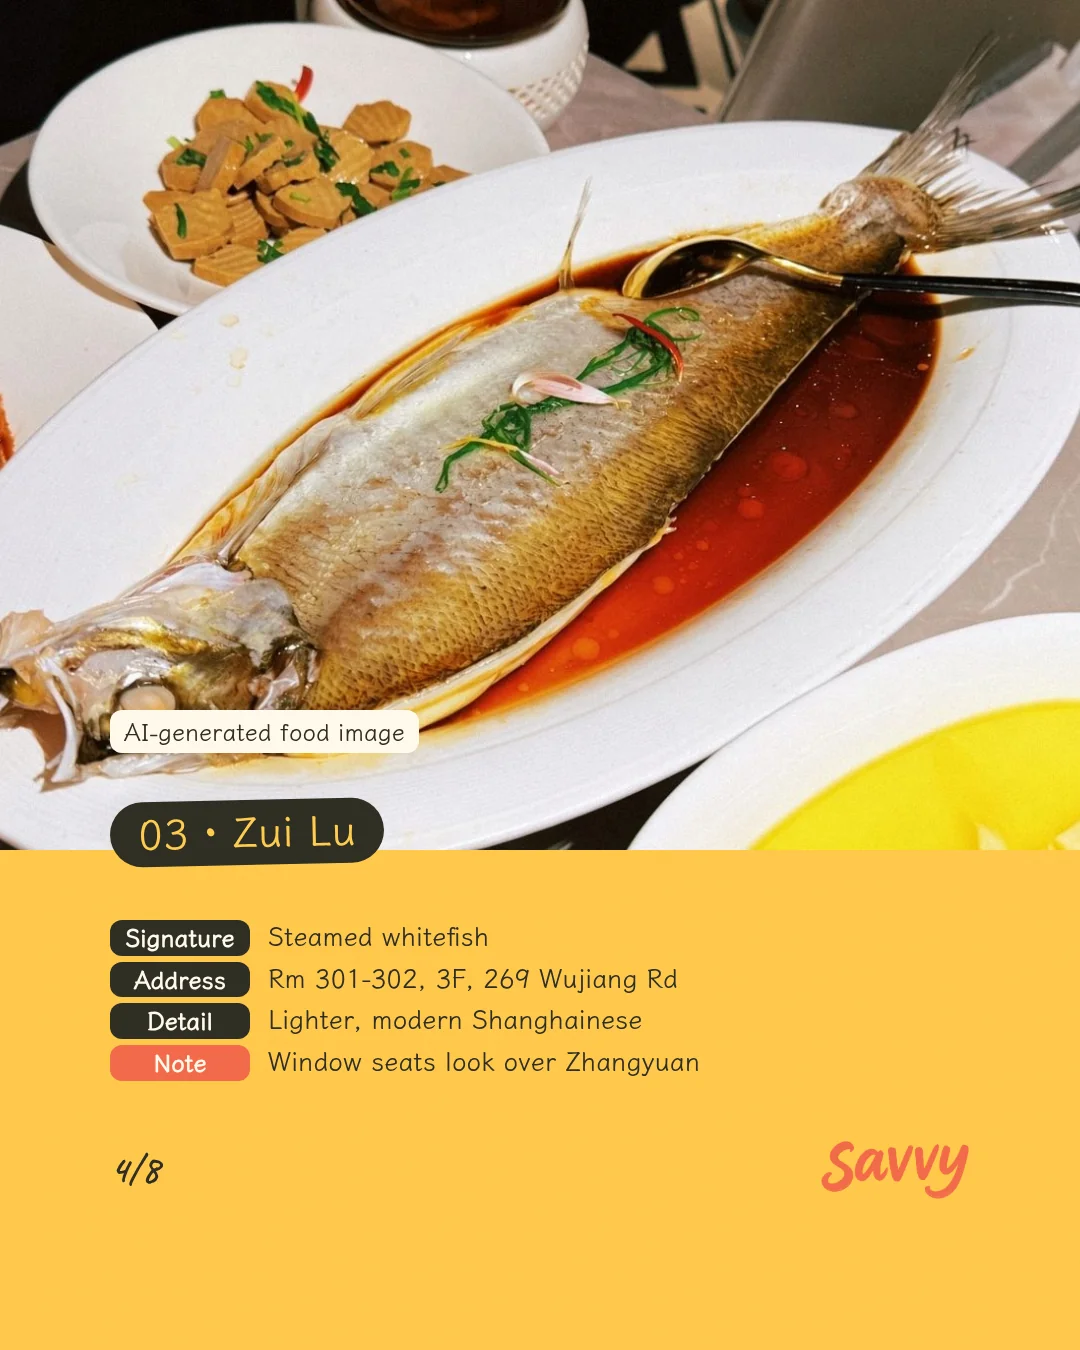 AI-generated food image
03 • Zui Lu
Signature Steamed whitefish
Address Rm 301-302, 3F, 269 Wujiang Rd
Detail Lighter, modern Shanghainese
Note Window seats look over Zhangyuan
4/8
Savvy